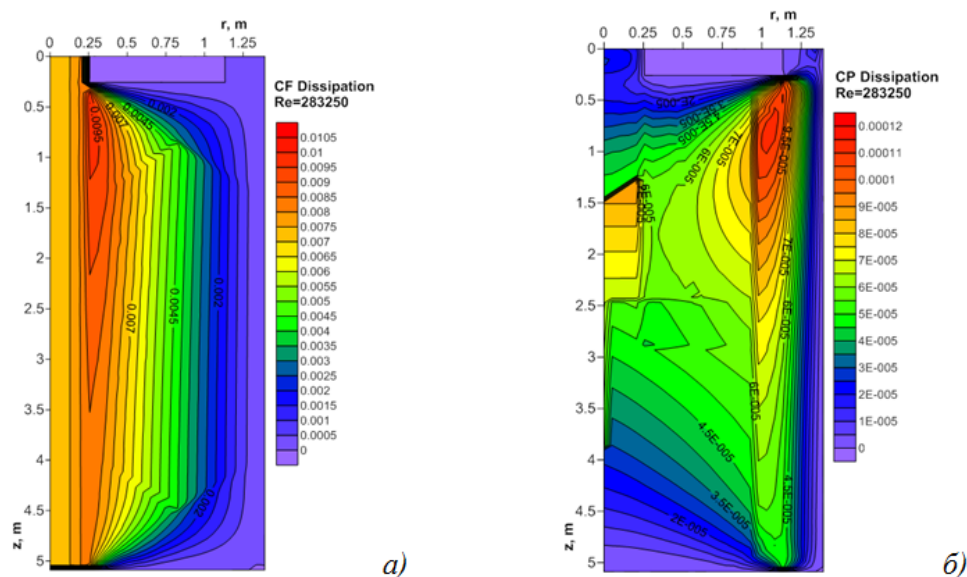 r, m
0 0.25 0.5 0.75 1 1.25
0
0.5
1
1.5
2
2.5
3
3.5
4
4.5
5
z, m
0.0095
0.007
0.0045
0.002
0.007
0.0045
0.002
0.002
CF Dissipation
Re=283250
0.0105
0.01
0.0095
0.009
0.0085
0.008
0.0075
0.007
0.0065
0.006
0.0055
0.005
0.0045
0.004
0.0035
0.003
0.0025
0.002
0.0015
0.001
0.0005
0
а)
r, m
0 0.25 0.5 0.75 1 1.25
0
0.5
1
1.5
2
2.5
3
3.5
4
4.5
5
z, m
2E-005
3.5E-005
4.5E-005
6E-005
7E-005
9.5E-005
6E-005
7E-005
6E-005
6E-005
4.5E-005
3.5E-005
2E-005
4.5E-005
CP Dissipation
Re=283250
0.00012
0.00011
0.0001
9E-005
8E-005
7E-005
6E-005
5E-005
4E-005
3E-005
2E-005
1E-005
0
б)